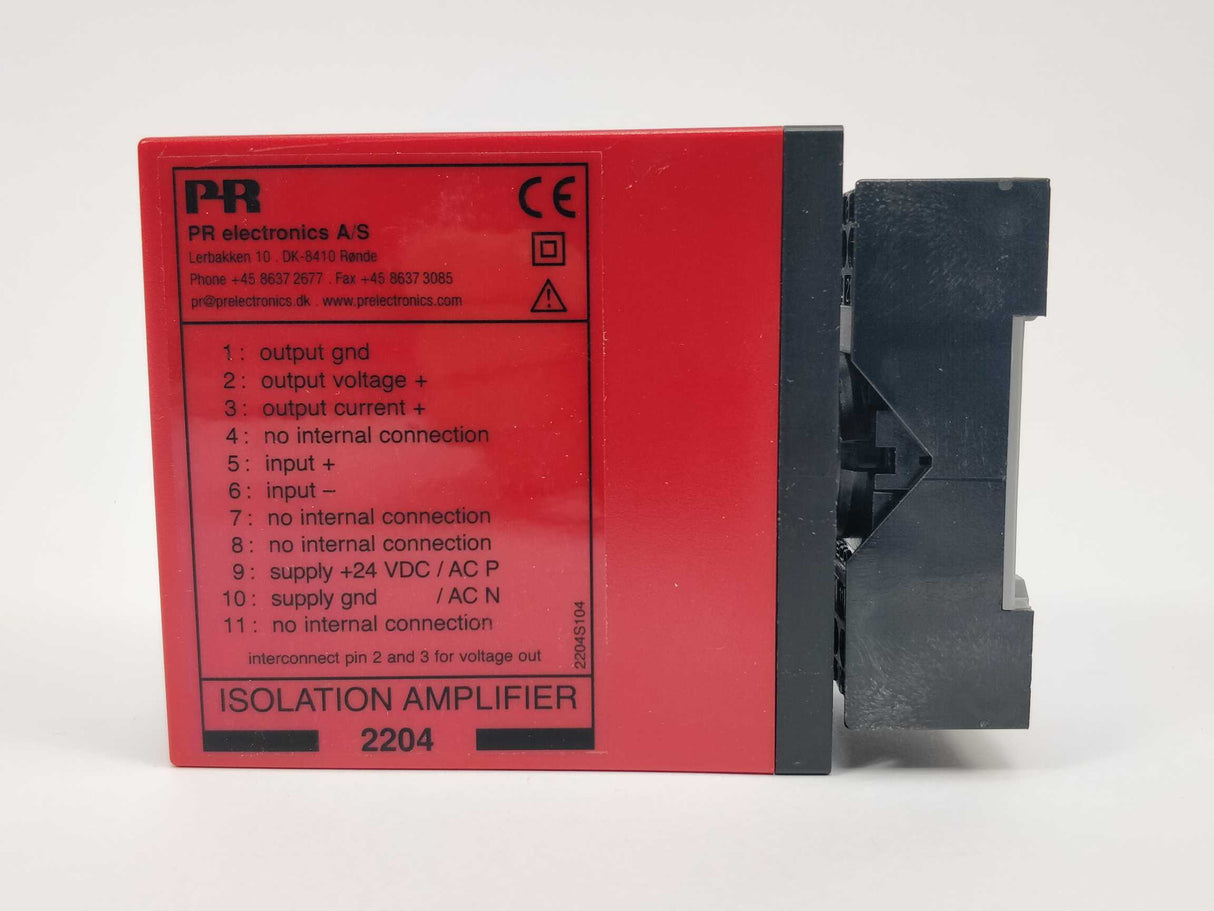 PR
CE
PR electronics A/S
Lerbakken 10 . DK-8410 Rønde
Phone +45 8637 2677 . Fax +45 8637 3085
pr@prelectronics.dk . www.prelectronics.com
1: output gnd
2: output voltage +
3: output current +
4: no internal connection
5: input +
6: input –
7: no internal connection
8: no internal connection
9: supply +24 VDC / AC P
10: supply gnd / AC N
11: no internal connection
interconnect pin 2 and 3 for voltage out
2204S104
ISOLATION AMPLIFIER
2204